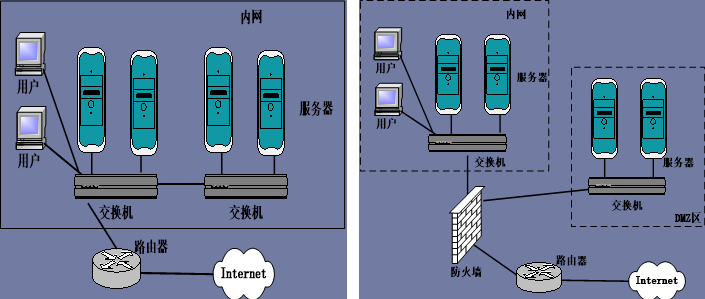 内网
用户
用户
服务器
交换机
交换机
路由器
Internet
内网
用户
用户
服务器
交换机
服务器
交换机
DMZ区
防火墙
路由器
Internet